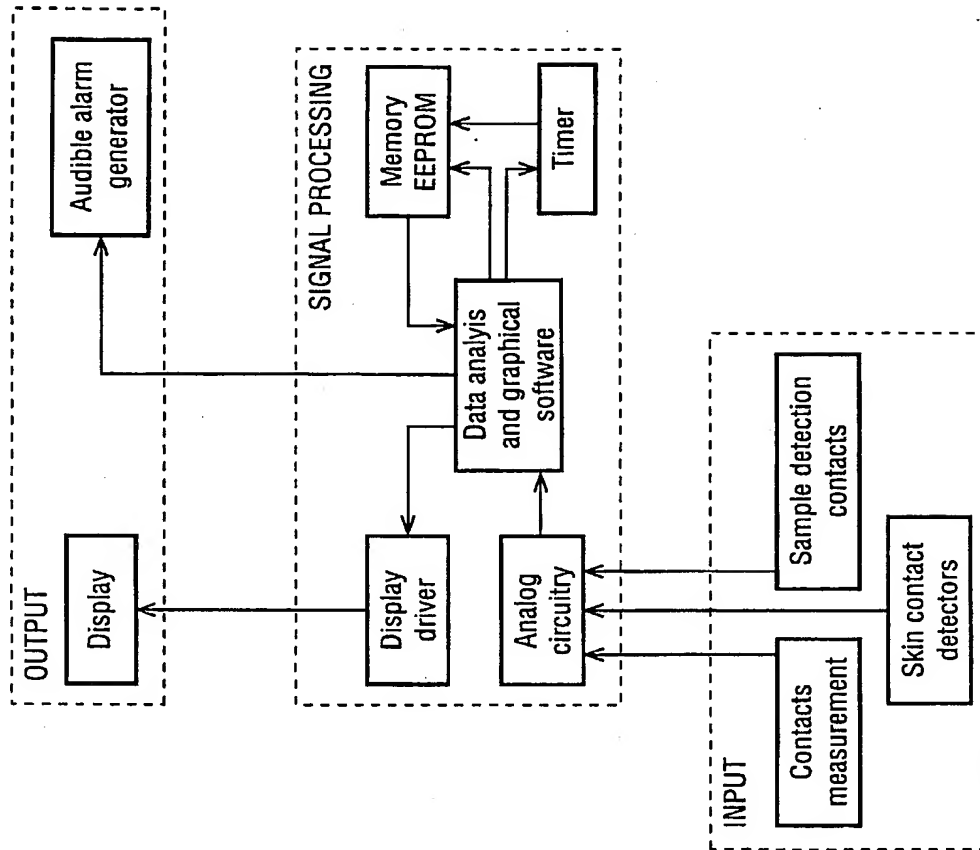 OUTPUT
Display
Audible alarm
generator
SIGNAL PROCESSING
Display
driver
Memory
EEPROM
Analog
circuitry
Data analyis
and graphical
software
Timer
INPUT
Contacts
measurement
Sample detection
contacts
Skin contact
detectors